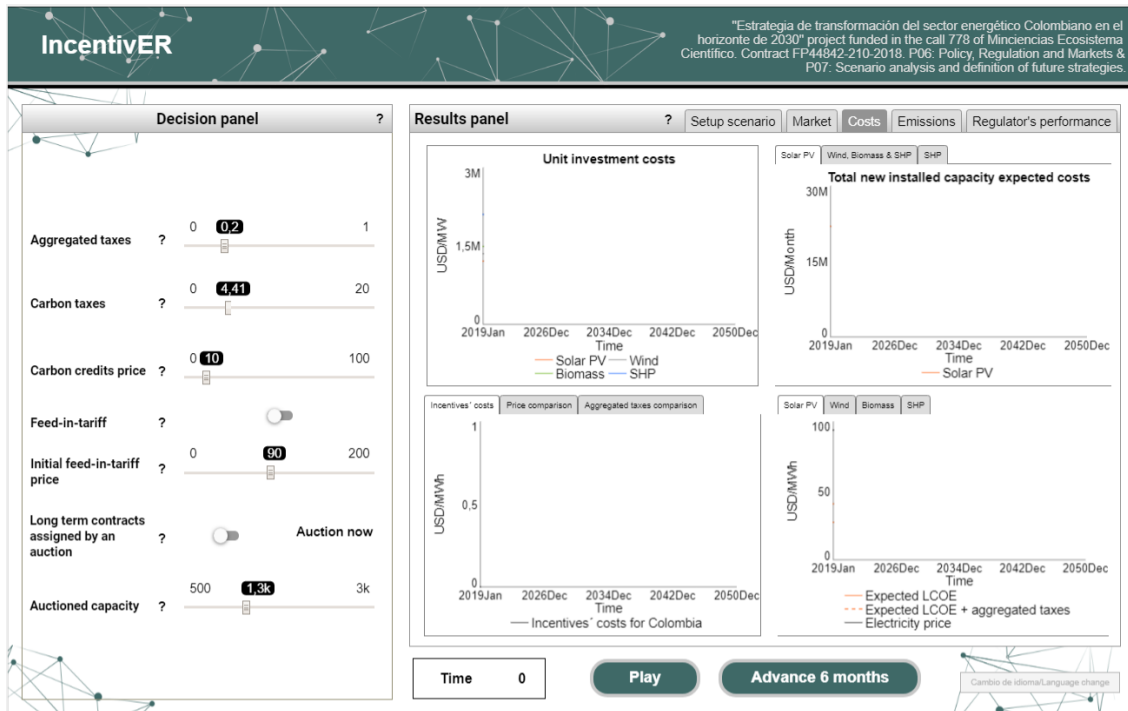 IncentivER
"Estrategia de transformación del sector energético Colombiano en el
horizonte de 2030" project funded in the call 778 of Minciencias Ecosistema
Científico. Contract FP44842-210-2018. P06: Policy, Regulation and Markets &
P07: Scenario analysis and definition of future strategies.
Decision panel ?
Aggregated taxes ? 0 0,2 1
Carbon taxes ? 0 4,41 20
Carbon credits price ? 0 10 100
Feed-in-tariff ?
Initial feed-in-tariff
price ? 0 90 200
Long term contracts
assigned by an
auction ? Auction now
Auctioned capacity ? 500 1,3k 3k
Results panel ? Setup scenario Market Costs Emissions Regulator's performance
Unit investment costs
USD/MW
3M
1,5M
0
2019Jan 2026Dec 2034Dec 2042Dec 2050Dec
Time
Solar PV Wind
Biomass SHP
Solar PV Wind, Biomass & SHP SHP
Total new installed capacity expected costs
USD/Month
30M
15M
0
2019Jan 2026Dec 2034Dec 2042Dec 2050Dec
Time
Solar PV
Incentives´ costs Price comparison Aggregated taxes comparison
USD/MWh
1
0,5
0
2019Jan 2026Dec 2034Dec 2042Dec 2050Dec
Time
Incentives´ costs for Colombia
Solar PV Wind Biomass SHP
USD/MWh
100
50
0
2019Jan 2026Dec 2034Dec 2042Dec 2050Dec
Time
Expected LCOE
Expected LCOE + aggregated taxes
Electricity price
Time 0
Play
Advance 6 months
Cambio de idioma/Language change